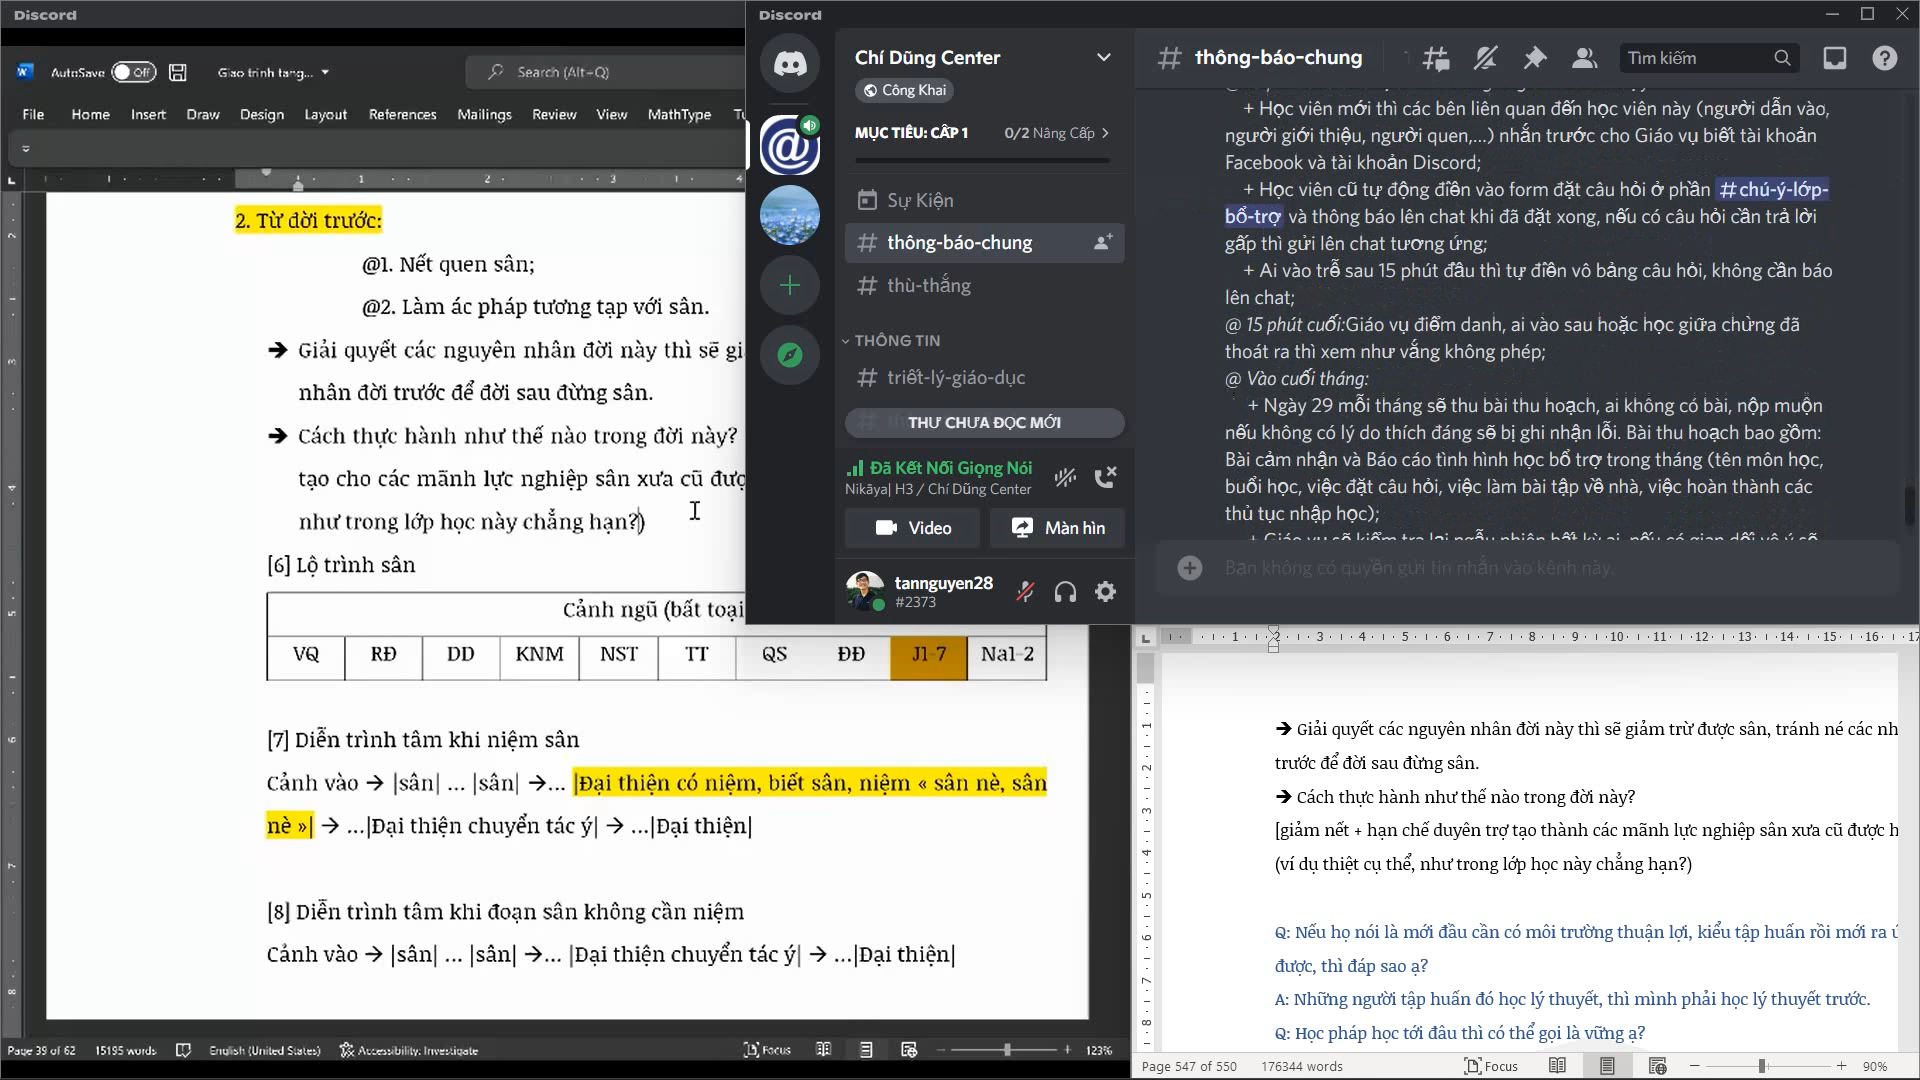 Discord
AutoSave Off Giao trinh tang...
Search (Alt+Q)
File Home Insert Draw Design Layout References Mailings Review View MathType
2. Từ đời trước:
@1. Nết quen sân;
@2. Làm ác pháp tương tạp với sân.
➔ Giải quyết các nguyên nhân đời này thì sẽ
nhân đời trước để đời sau đừng sân.
➔ Cách thực hành như thế nào trong đời này?
tạo cho các mãnh lực nghiệp sân xưa cũ
như trong lớp học này chẳng hạn?)
[6] Lộ trình sân
Cảnh ngũ (bất toại
VQ RĐ DD KNM NST TT QS ĐĐ J1-7 Na1-2
[7] Diễn trình tâm khi niệm sân
Cảnh vào → |sân| ... |sân| →... |Đại thiện có niệm, biết sân, niệm « sân nè, sân
nè »| → ...|Đại thiện chuyển tác ý| → ...|Đại thiện|
[8] Diễn trình tâm khi đoạn sân không cần niệm
Cảnh vào → |sân| ... |sân| →... |Đại thiện chuyển tác ý| → ...|Đại thiện|
Page 39 of 62 15195 words English (United States) Accessibility: Investigate Focus 123%
Discord
Chí Dũng Center
Công Khai
MỤC TIÊU: CẤP 1 0/2 Nâng Cấp
Sự Kiện
# thông-báo-chung
# thù-thắng
THÔNG TIN
# triết-lý-giáo-dục
THƯ CHƯA ĐỌC MỚI
Đã Kết Nối Giọng Nói
Nikāya| H3 / Chí Dũng Center
Video Màn hìn
tannguyen28
#2373
# thông-báo-chung
Tìm kiếm
+ Học viên mới thì các bên liên quan đến học viên này (người dẫn vào,
người giới thiệu, người quen,...) nhắn trước cho Giáo vụ biết tài khoản
Facebook và tài khoản Discord;
+ Học viên cũ tự động điền vào form đặt câu hỏi ở phần #chú-ý-lớp-
bổ-trợ và thông báo lên chat khi đã đặt xong, nếu có câu hỏi cần trả lời
gấp thì gửi lên chat tương ứng;
+ Ai vào trễ sau 15 phút đầu thì tự điền vô bảng câu hỏi, không cần báo
lên chat;
@ 15 phút cuối:Giáo vụ điểm danh, ai vào sau hoặc học giữa chừng đã
thoát ra thì xem như vắng không phép;
@ Vào cuối tháng:
+ Ngày 29 mỗi tháng sẽ thu bài thu hoạch, ai không có bài, nộp muộn
nếu không có lý do thích đáng sẽ bị ghi nhận lỗi. Bài thu hoạch bao gồm:
Bài cảm nhận và Báo cáo tình hình học bổ trợ trong tháng (tên môn học,
buổi học, việc đặt câu hỏi, việc làm bài tập về nhà, việc hoàn thành các
thủ tục nhập học);
+ Giáo vụ sẽ kiểm tra lại ngẫu nhiên bất kỳ ai, nếu có gian dối vô ý sẽ
Bạn không có quyền gửi tin nhắn vào kênh này.
➔ Giải quyết các nguyên nhân đời này thì sẽ giảm trừ được sân, tránh né các
trước để đời sau đừng sân.
➔ Cách thực hành như thế nào trong đời này?
[giảm nết + hạn chế duyên trợ tạo thành các mãnh lực nghiệp sân xưa cũ được
(ví dụ thiệt cụ thể, như trong lớp học này chẳng hạn?)
Q: Nếu họ nói là mới đầu cần có môi trường thuận lợi, kiểu tập huấn rồi mới ra
được, thì đáp sao ạ?
A: Những người tập huấn đó học lý thuyết, thì mình phải học lý thuyết trước.
Q: Học pháp học tới đâu thì có thể gọi là vững ạ?
Page 547 of 550 176344 words Focus 90%